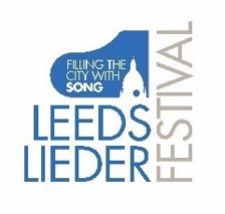 FILLING THE
CITY WITH
SONG
LEEDS
LIEDER
FESTIVAL